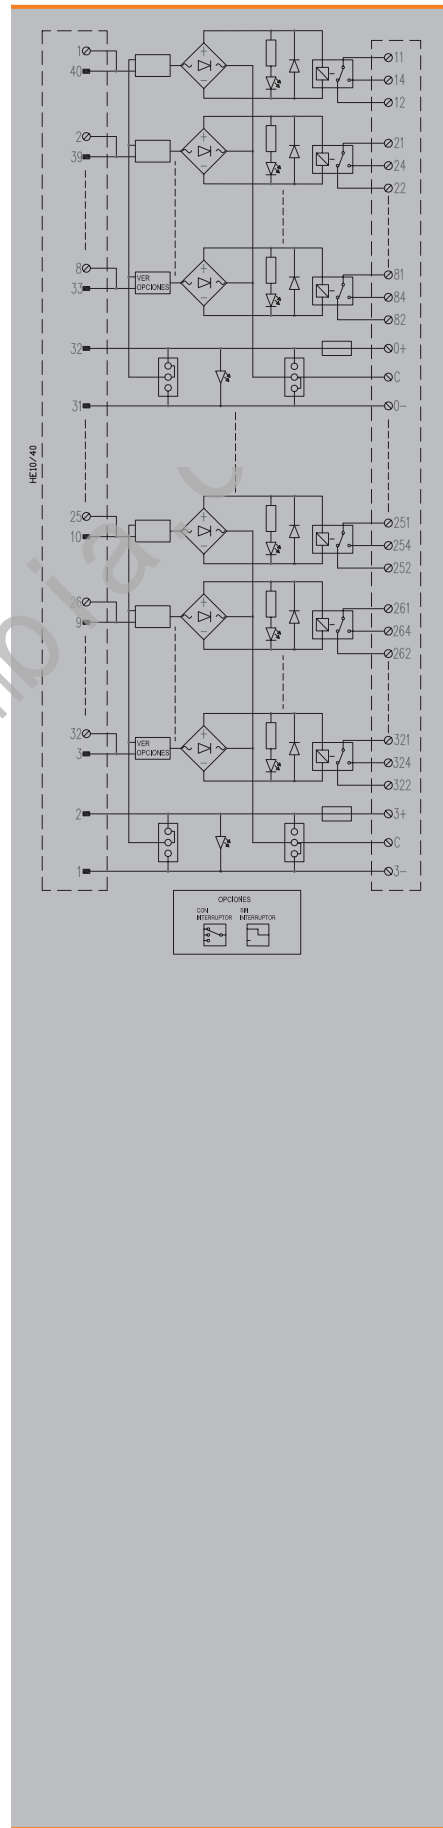 1 11
40 14
12
2 21
39 24
22
8 81
33 VER OPCIONES 84
82
32 0+
C
31 0-
HE10/40
25 251
10 254
252
26 261
9 264
262
32 321
3 VER OPCIONES 324
322
2 3+
C
1 3-
OPCIONES
CON INTERRUPTOR
SIN INTERRUPTOR